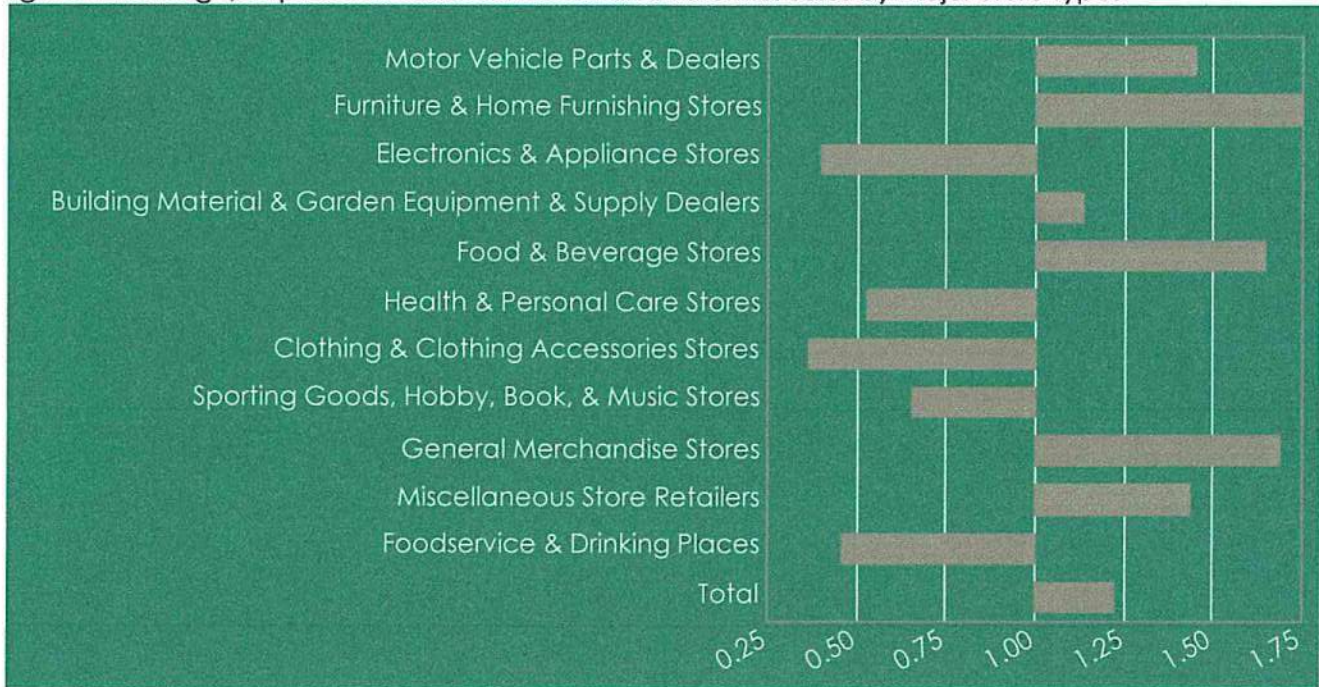 Motor Vehicle Parts & Dealers
Furniture & Home Furnishing Stores
Electronics & Appliance Stores
Building Material & Garden Equipment & Supply Dealers
Food & Beverage Stores
Health & Personal Care Stores
Clothing & Clothing Accessories Stores
Sporting Goods, Hobby, Book, & Music Stores
General Merchandise Stores
Miscellaneous Store Retailers
Foodservice & Drinking Places
Total
0.25 0.50 0.75 1.00 1.25 1.50 1.75